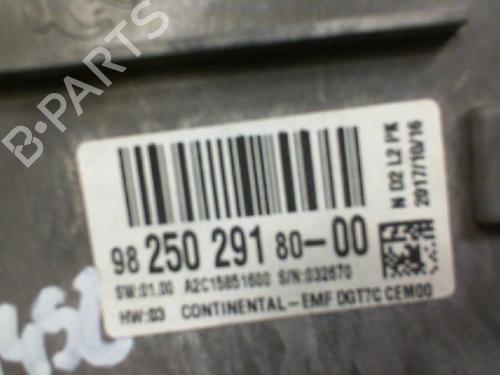 B-PARTS
98 250 291 80-00
SW:01.00 A2C15851600 S/N:032670
HW:03 CONTINENTAL-EMF DGT7C CEM00
N D2 L2 PK
2017/10/16